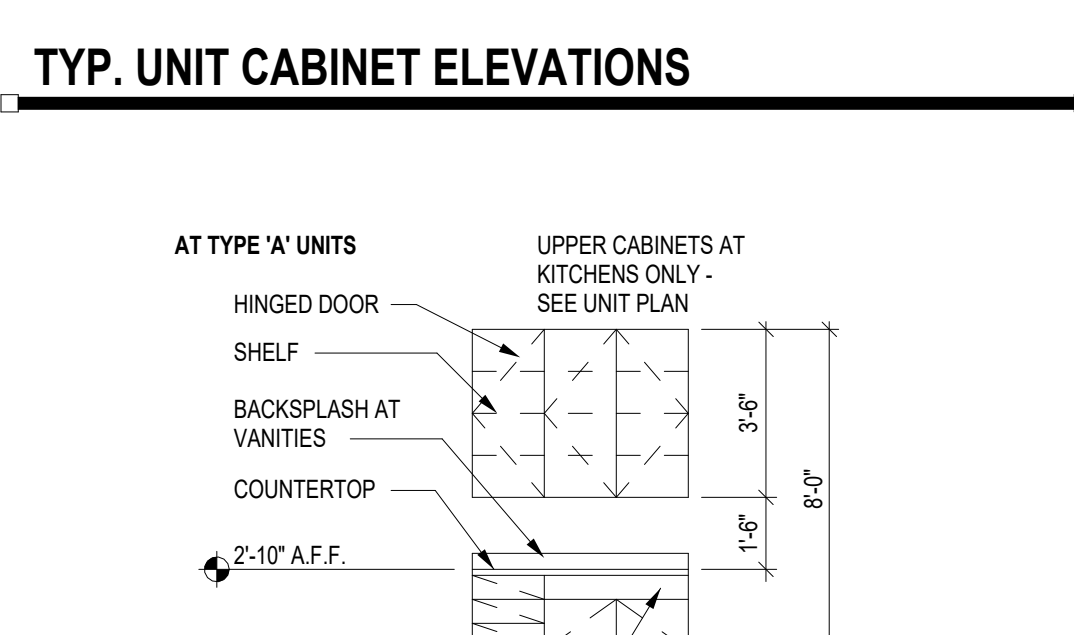 TYP. UNIT CABINET ELEVATIONS
AT TYPE 'A' UNITS
UPPER CABINETS AT
KITCHENS ONLY -
SEE UNIT PLAN
HINGED DOOR
SHELF
BACKSPLASH AT
VANITIES
COUNTERTOP
2'-10" A.F.F.
3'-6"
1'-6"
8'-0"